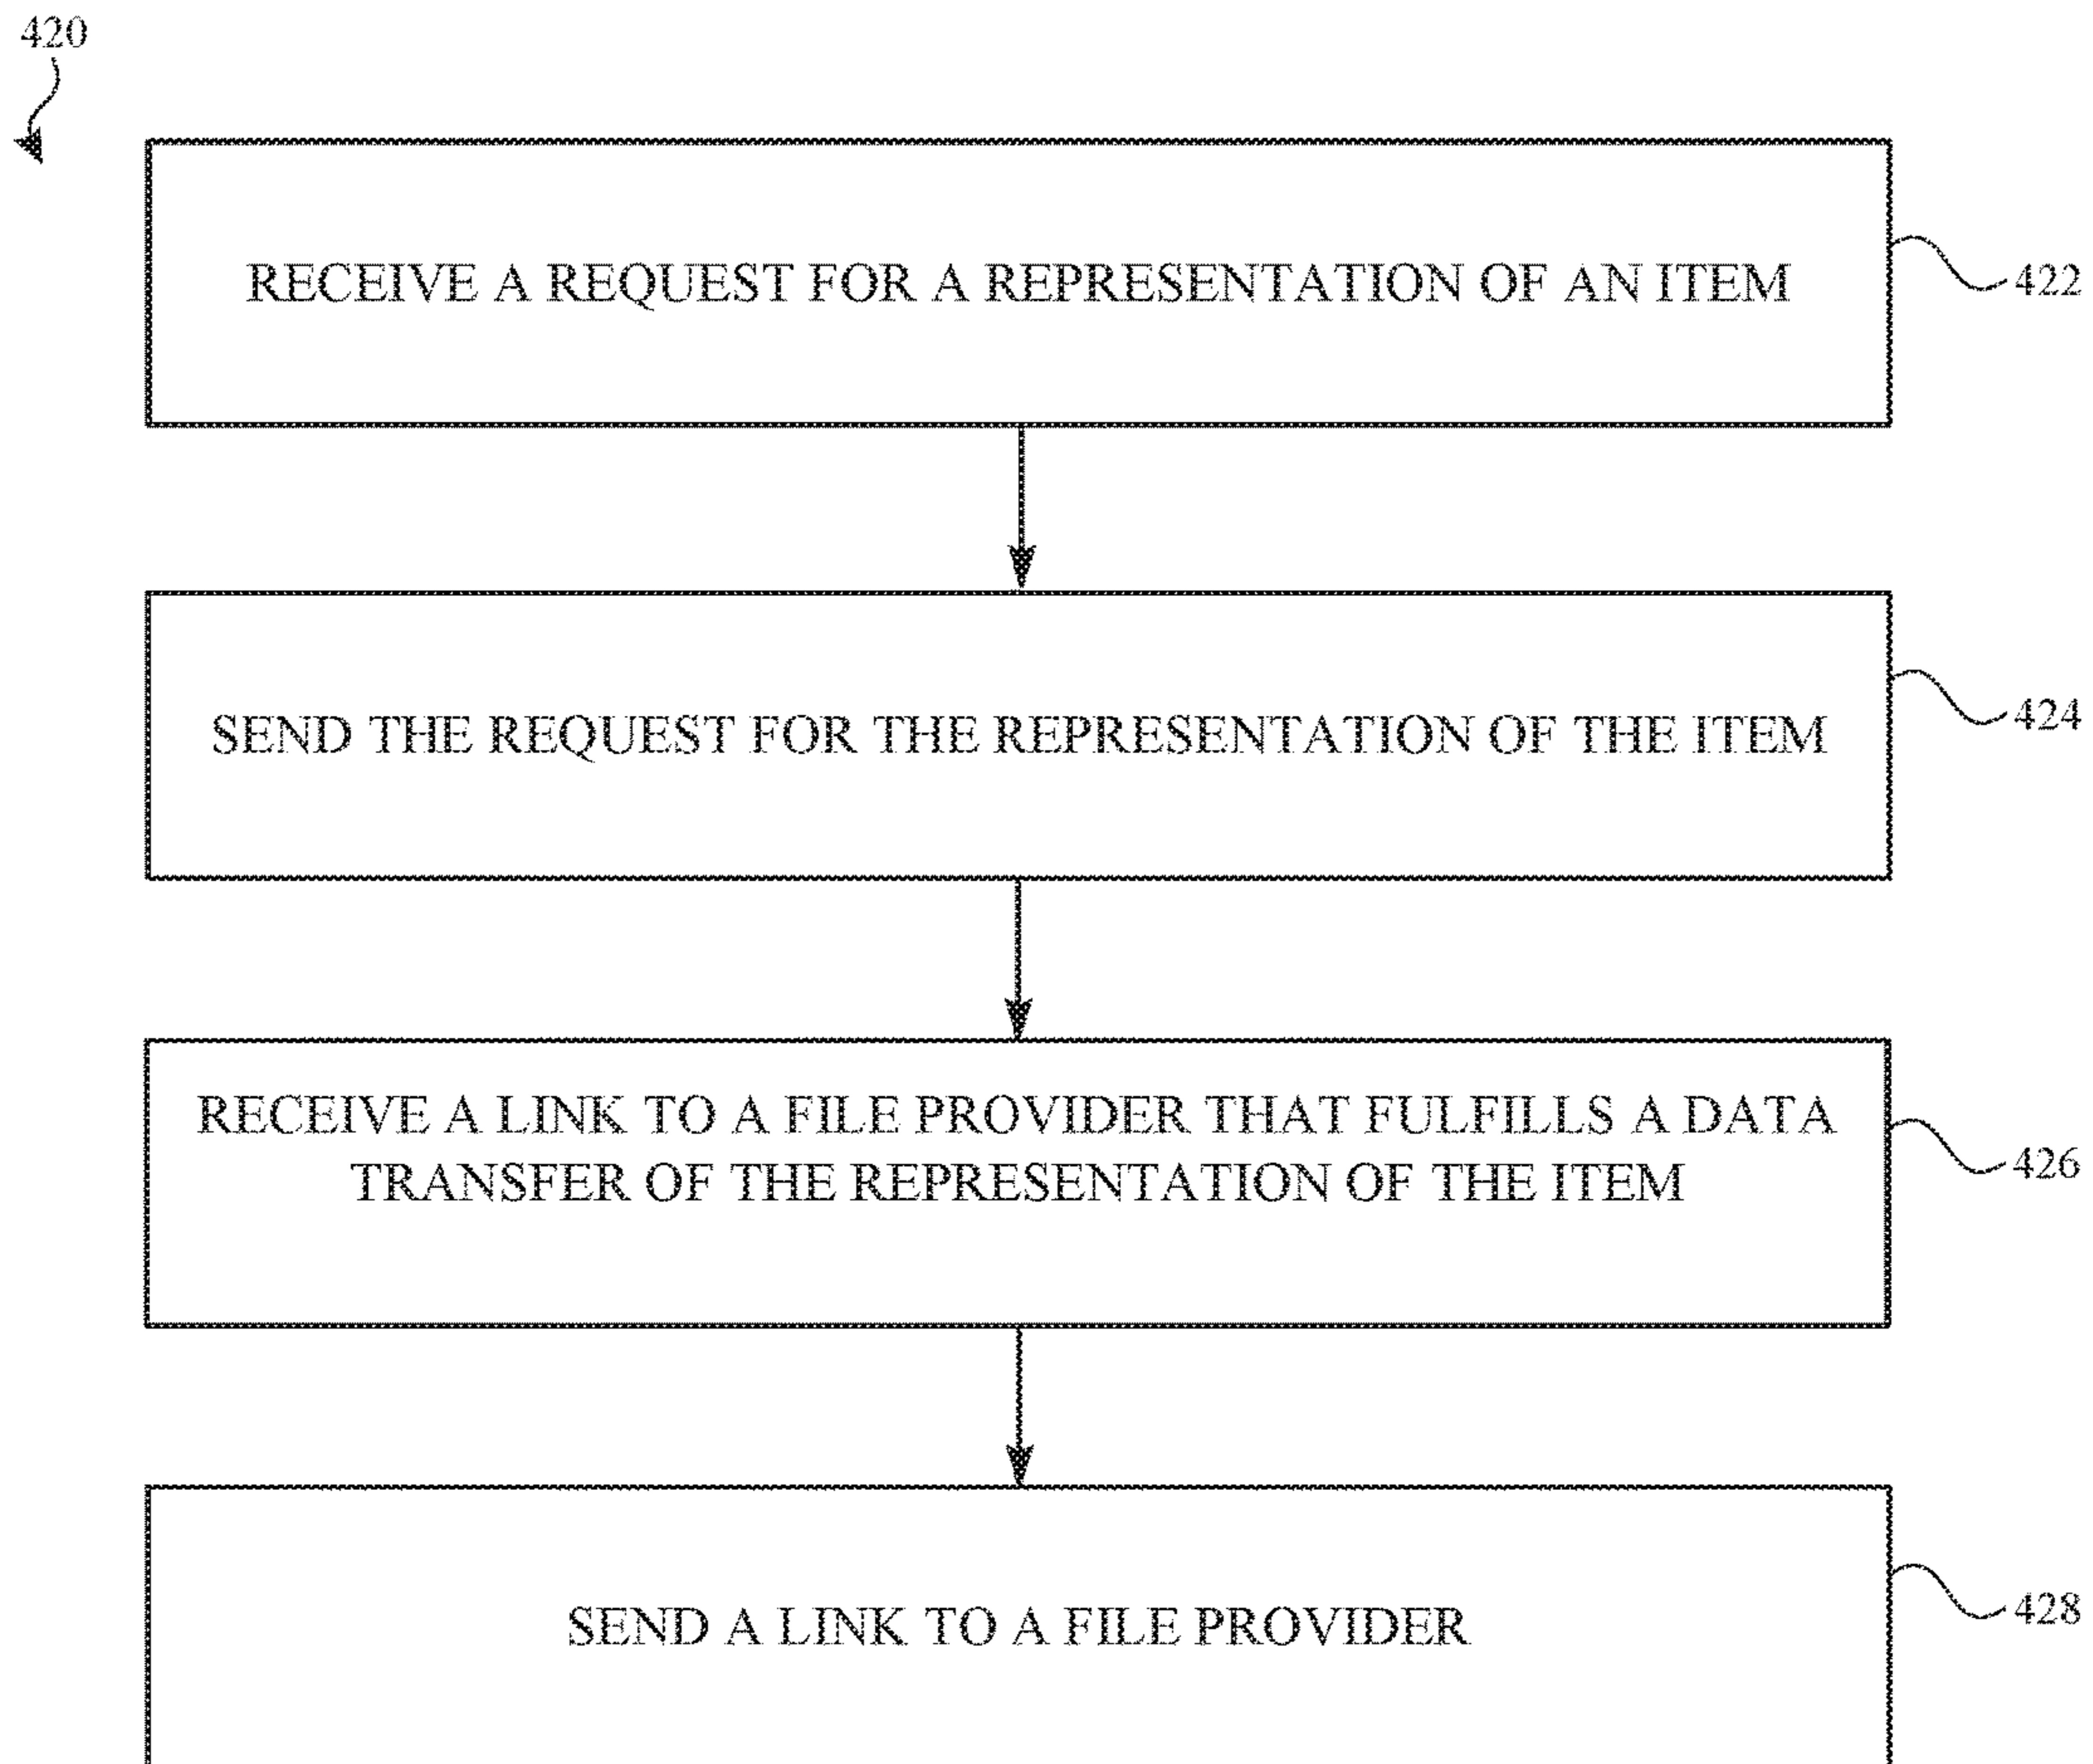 420
RECEIVE A REQUEST FOR A REPRESENTATION OF AN ITEM
422
SEND THE REQUEST FOR THE REPRESENTATION OF THE ITEM
424
RECEIVE A LINK TO A FILE PROVIDER THAT FULFILLS A DATA
TRANSFER OF THE REPRESENTATION OF THE ITEM
426
SEND A LINK TO A FILE PROVIDER
428